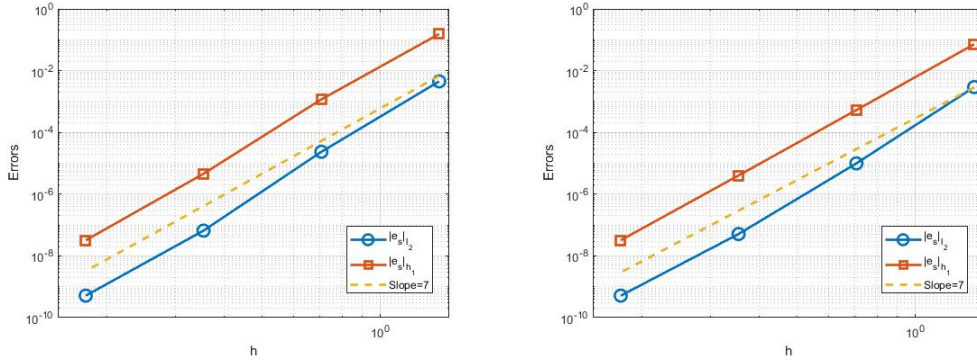 10^0
10^-2
10^-4
10^-6
10^-8
10^-10
Errors
10^0
h
|e_s|_{l_2}
|e_s|_{h_1}
Slope=7
10^0
10^-2
10^-4
10^-6
10^-8
10^-10
Errors
10^0
h
|e_s|_{l_2}
|e_s|_{h_1}
Slope=7